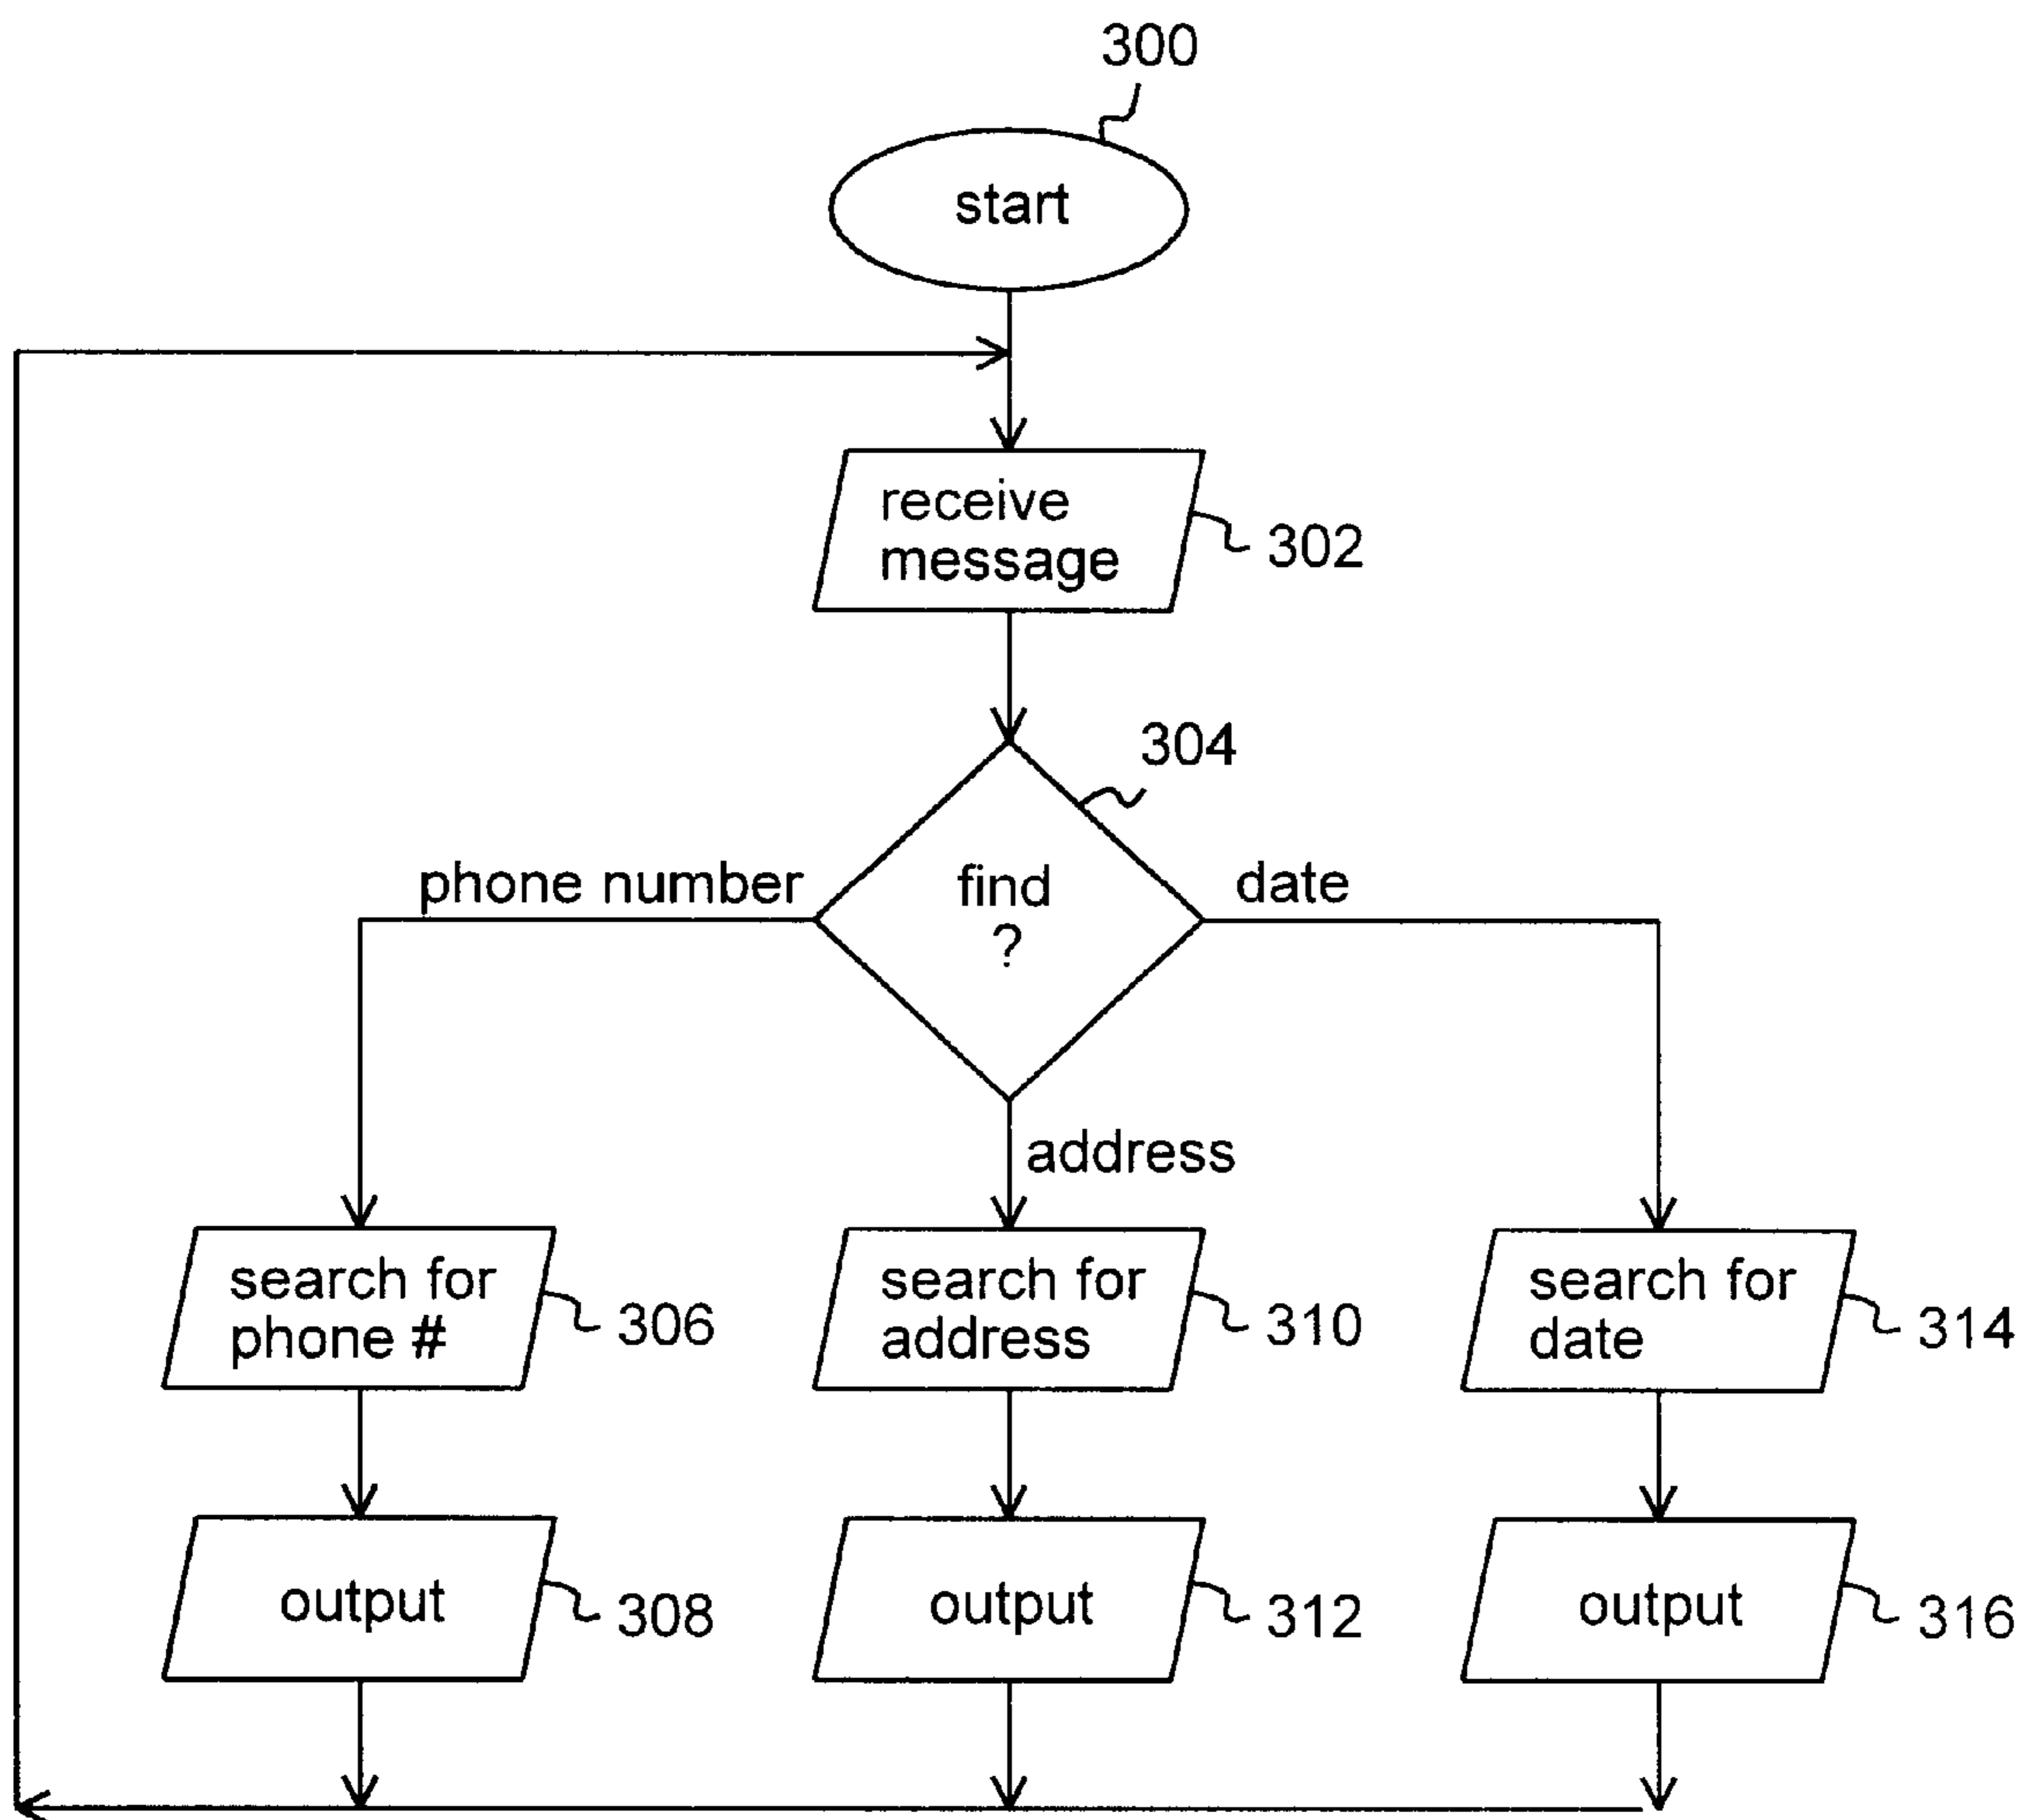 300
start
receive
message
302
304
phone number
find
?
date
address
search for
phone #
306
search for
address
310
search for
date
314
output
308
output
312
output
316